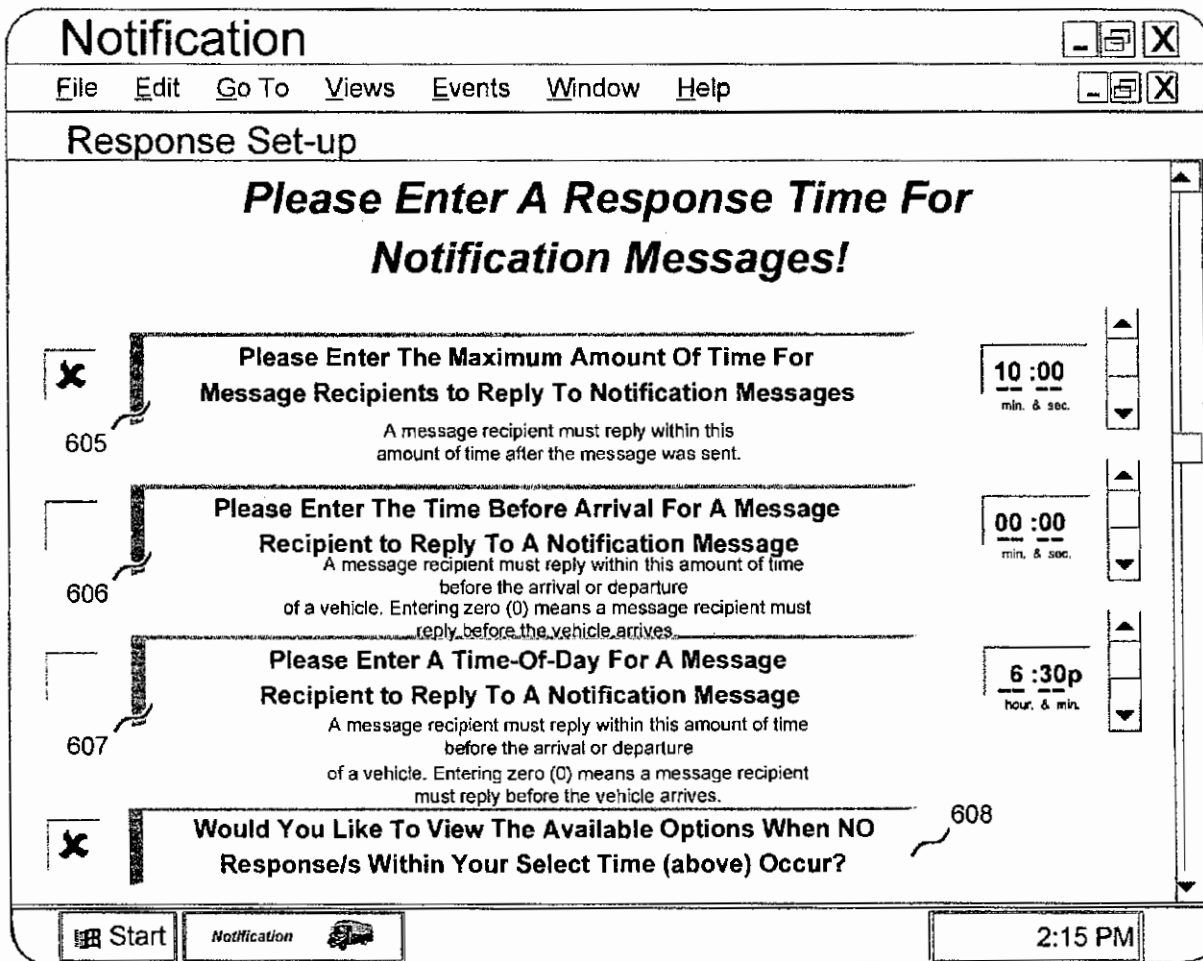 Notification
File Edit Go To Views Events Window Help
Response Set-up
Please Enter A Response Time For
Notification Messages!
Please Enter The Maximum Amount Of Time For
Message Recipients to Reply To Notification Messages
A message recipient must reply within this
amount of time after the message was sent.
10 :00
min. & sec.
605
Please Enter The Time Before Arrival For A Message
Recipient to Reply To A Notification Message
A message recipient must reply within this amount of time
before the arrival or departure
of a vehicle. Entering zero (0) means a message recipient must
reply before the vehicle arrives.
00 :00
min. & sec.
606
Please Enter A Time-Of-Day For A Message
Recipient to Reply To A Notification Message
A message recipient must reply within this amount of time
before the arrival or departure
of a vehicle. Entering zero (0) means a message recipient
must reply before the vehicle arrives.
6 :30p
hour. & min.
607
Would You Like To View The Available Options When NO
Response/s Within Your Select Time (above) Occur?
608
Start
Notification
2:15 PM